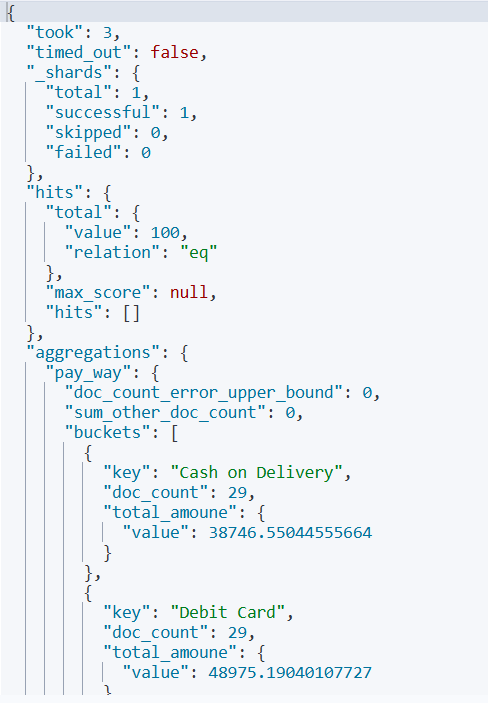 {
"took": 3,
"timed_out": false,
"_shards": {
"total": 1,
"successful": 1,
"skipped": 0,
"failed": 0
},
"hits": {
"total": {
"value": 100,
"relation": "eq"
},
"max_score": null,
"hits": []
},
"aggregations": {
"pay_way": {
"doc_count_error_upper_bound": 0,
"sum_other_doc_count": 0,
"buckets": [
{
"key": "Cash on Delivery",
"doc_count": 29,
"total_amoune": {
"value": 38746.55044555664
}
},
{
"key": "Debit Card",
"doc_count": 29,
"total_amoune": {
"value": 48975.19040107727
}